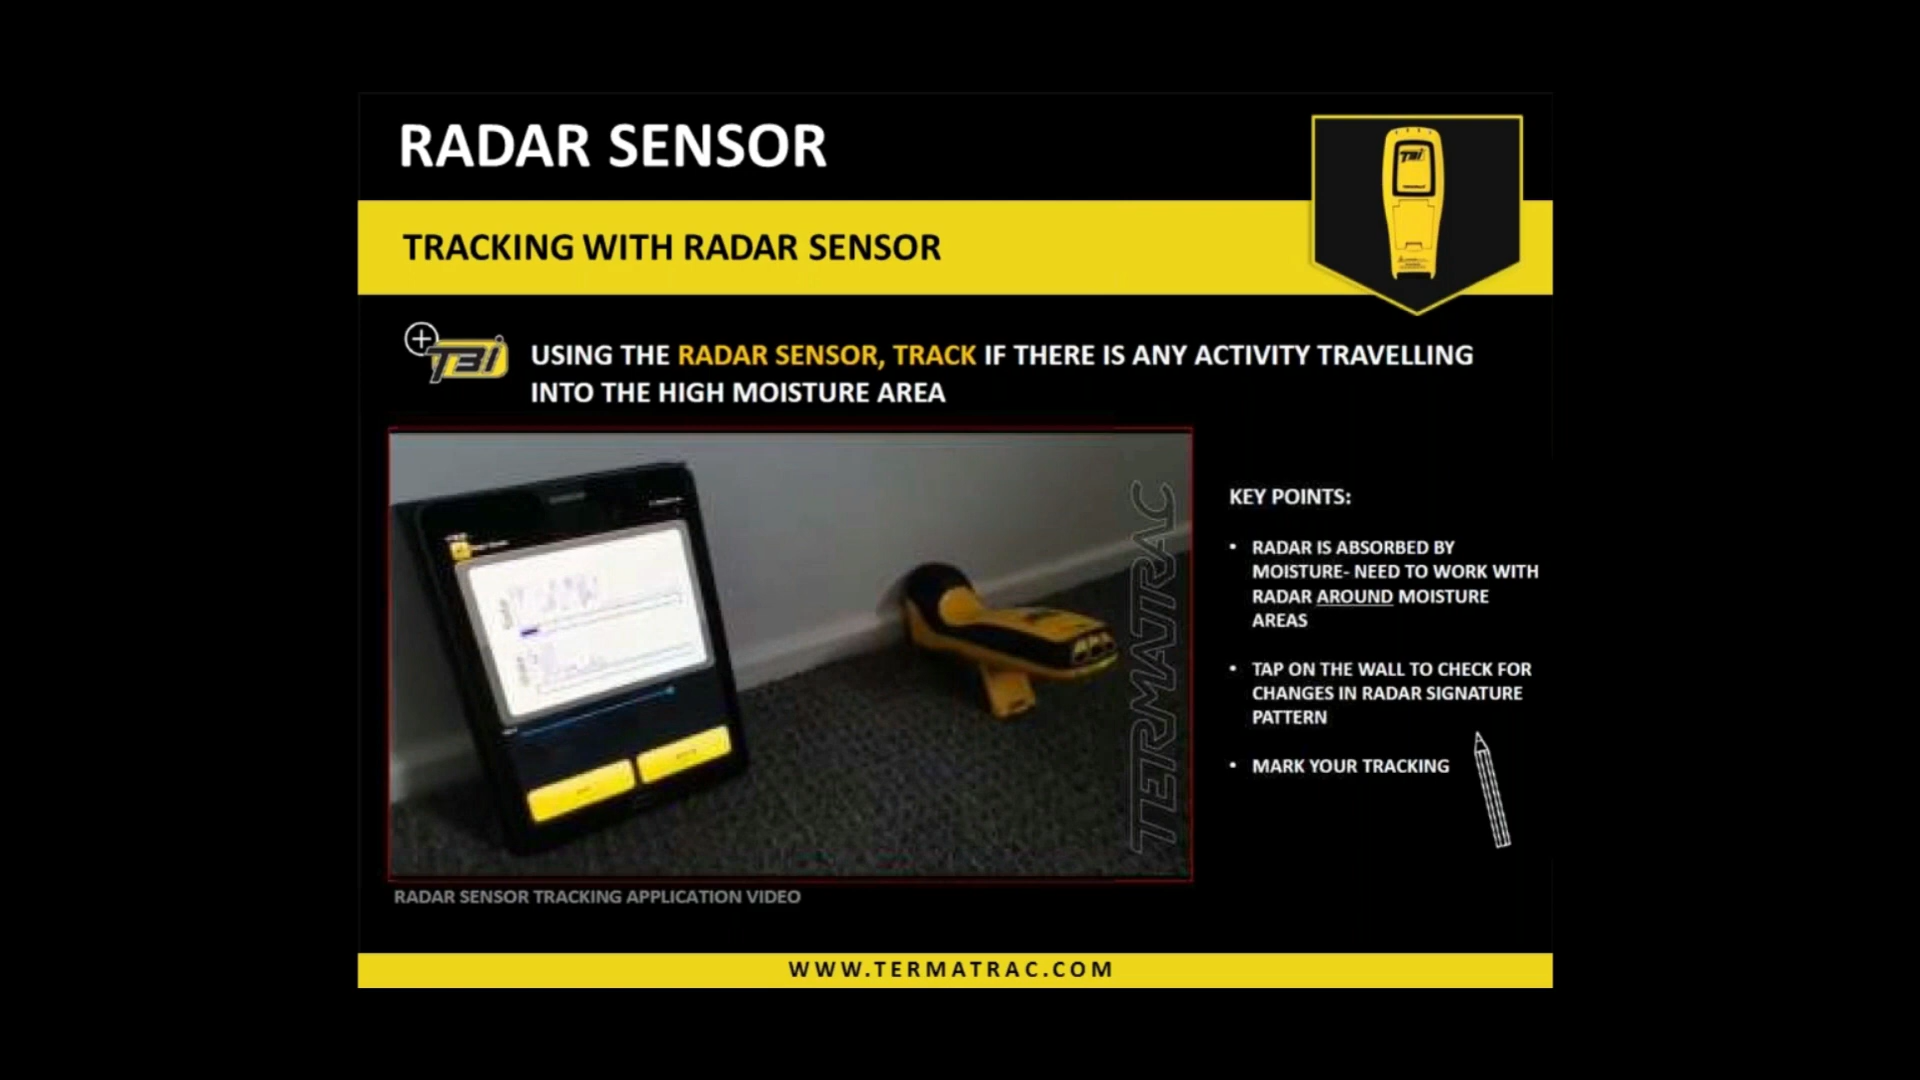 RADAR SENSOR
TRACKING WITH RADAR SENSOR
T3i
T3i
USING THE RADAR SENSOR, TRACK IF THERE IS ANY ACTIVITY TRAVELLING
INTO THE HIGH MOISTURE AREA
TERMATRAC
KEY POINTS:
• RADAR IS ABSORBED BY
MOISTURE- NEED TO WORK WITH
RADAR AROUND MOISTURE
AREAS
• TAP ON THE WALL TO CHECK FOR
CHANGES IN RADAR SIGNATURE
PATTERN
• MARK YOUR TRACKING
RADAR SENSOR TRACKING APPLICATION VIDEO
WWW.TERMATRAC.COM